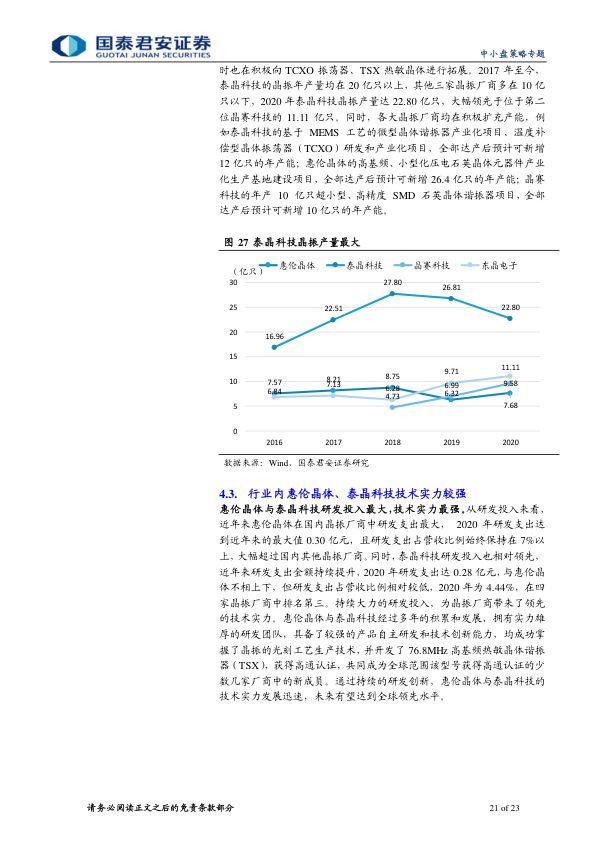 国泰君安证券
GUOTAI JUNAN SECURITIES
中小盘策略专题
时也在积极向 TCXO 振荡器、TSX 热敏晶体进行拓展。2017 年至今，
泰晶科技的晶振年产量均在 20 亿只以上，其他三家晶振厂商多在 10 亿
只以下，2020 年泰晶科技晶振产量达 22.80 亿只，大幅领先于位于第二
位晶赛科技的 11.11 亿只。同时，各大晶振厂商均在积极扩充产能，例
如泰晶科技的基于 MEMS 工艺的微型晶体谐振器产业化项目、温度补
偿型晶体振荡器（TCXO）研发和产业化项目，全部达产后预计可新增
12 亿只的年产能；惠伦晶体的高基频、小型化压电石英晶体元器件产业
化生产基地建设项目，全部达产后预计可新增 26.4 亿只的年产能；晶赛
科技的年产 10 亿只超小型、高精度 SMD 石英晶体谐振器项目，全部
达产后预计可新增 10 亿只的年产能。
图 27 泰晶科技晶振产量最大
（亿只）
惠伦晶体 泰晶科技 晶赛科技 东晶电子
30
25
20
15
10
5
0
16.96
22.51
27.80
26.81
22.80
7.57
6.84
8.21
7.13
8.75
6.28
4.73
9.71
6.99
6.32
11.11
9.58
7.68
2016 2017 2018 2019 2020
数据来源：Wind、国泰君安证券研究
4.3. 行业内惠伦晶体、泰晶科技技术实力较强
惠伦晶体与泰晶科技研发投入最大，技术实力最强。从研发投入来看，
近年来惠伦晶体在国内晶振厂商中研发支出最大， 2020 年研发支出达
到近年来的最大值 0.30 亿元，且研发支出占营收比例始终保持在 7%以
上，大幅超过国内其他晶振厂商。同时，泰晶科技研发投入也相对领先，
近年来研发支出金额持续提升，2020 年研发支出达 0.28 亿元，与惠伦晶
体不相上下，但研发支出占营收比例相对较低，2020 年为 4.44%，在四
家晶振厂商中排名第三。持续大力的研发投入，为晶振厂商带来了领先
的技术实力。惠伦晶体与泰晶科技经过多年的积累和发展，拥有实力雄
厚的研发团队，具备了较强的产品自主研发和技术创新能力，均成功掌
握了晶振的光刻工艺生产技术，并开发了 76.8MHz 高基频热敏晶体谐振
器（TSX），获得高通认证，共同成为全球范围该型号获得高通认证的少
数几家厂商中的新成员。通过持续的研发创新，惠伦晶体与泰晶科技的
技术实力发展迅速，未来有望达到全球领先水平。
请务必阅读正文之后的免责条款部分
21 of 23